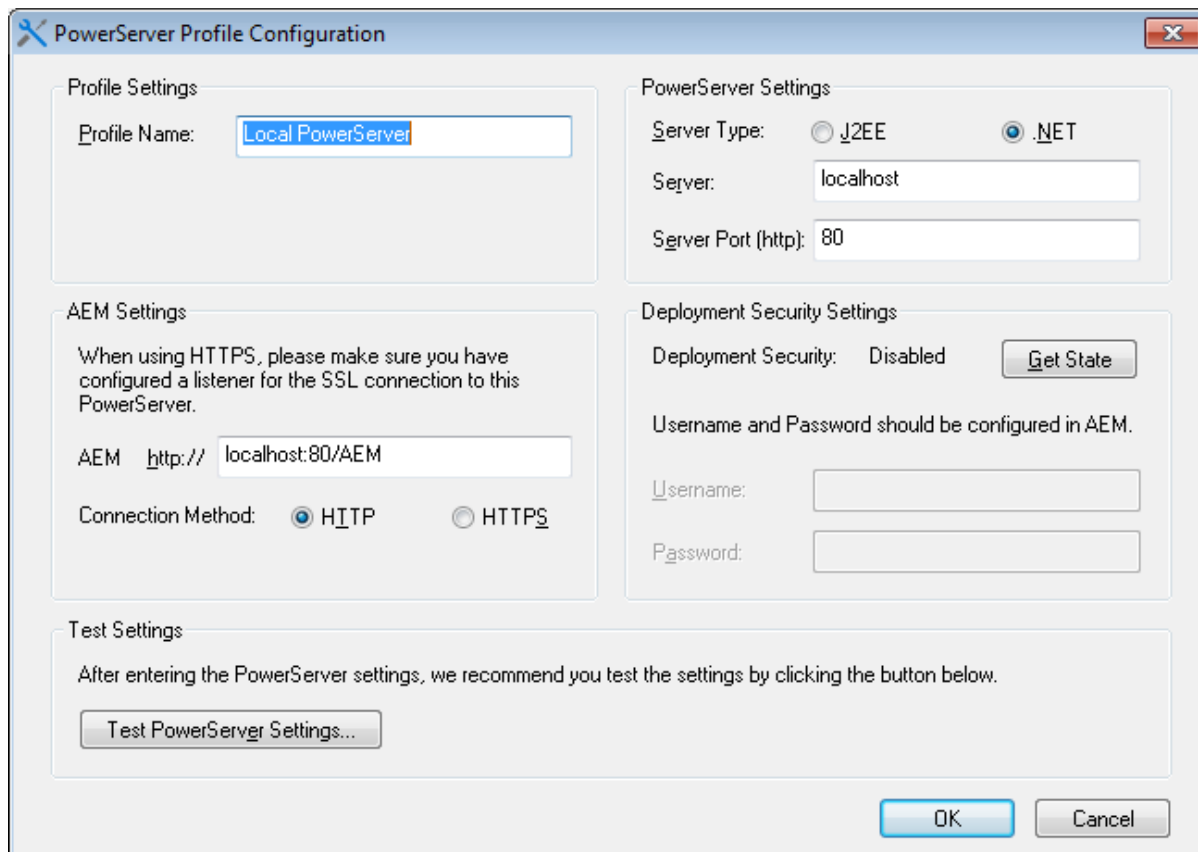 PowerServer Profile Configuration
Profile Settings
Profile Name: Local PowerServer
PowerServer Settings
Server Type: J2EE .NET
Server: localhost
Server Port (http): 80
AEM Settings
When using HTTPS, please make sure you have
configured a listener for the SSL connection to this
PowerServer.
AEM http:// localhost:80/AEM
Connection Method: HTTP HTTPS
Deployment Security Settings
Deployment Security: Disabled Get State
Username and Password should be configured in AEM.
Username:
Password:
Test Settings
After entering the PowerServer settings, we recommend you test the settings by clicking the button below.
Test PowerServer Settings...
OK Cancel